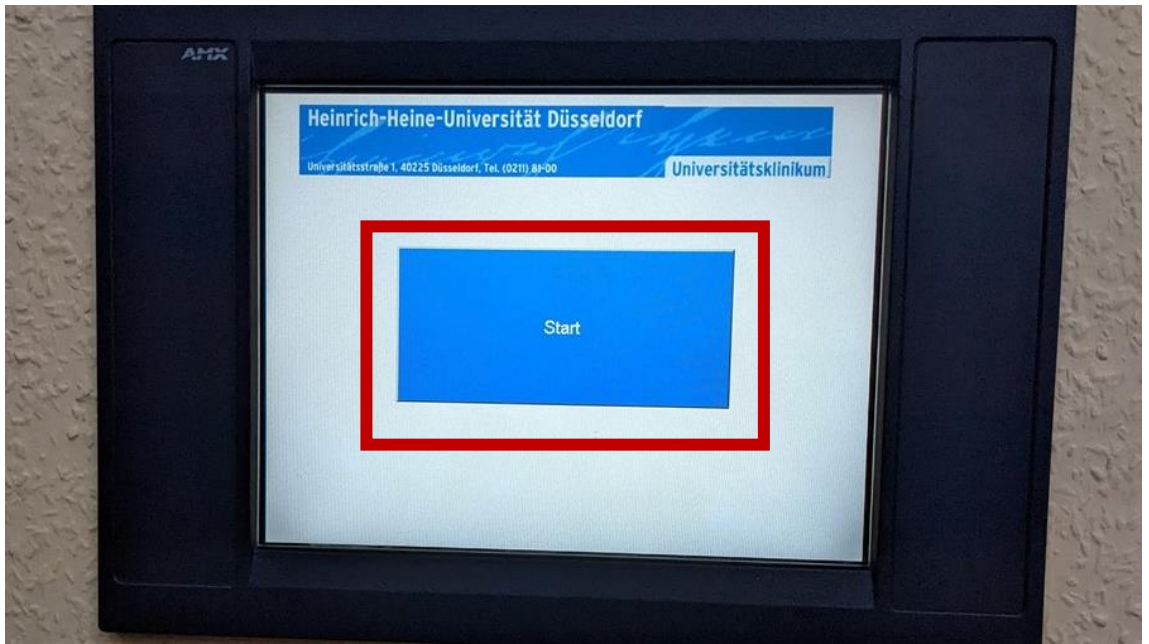 AMX
Heinrich-Heine-Universität Düsseldorf
Universitätsstraße 1, 40225 Düsseldorf, Tel. (0211) 81-00
Universitätsklinikum
Start